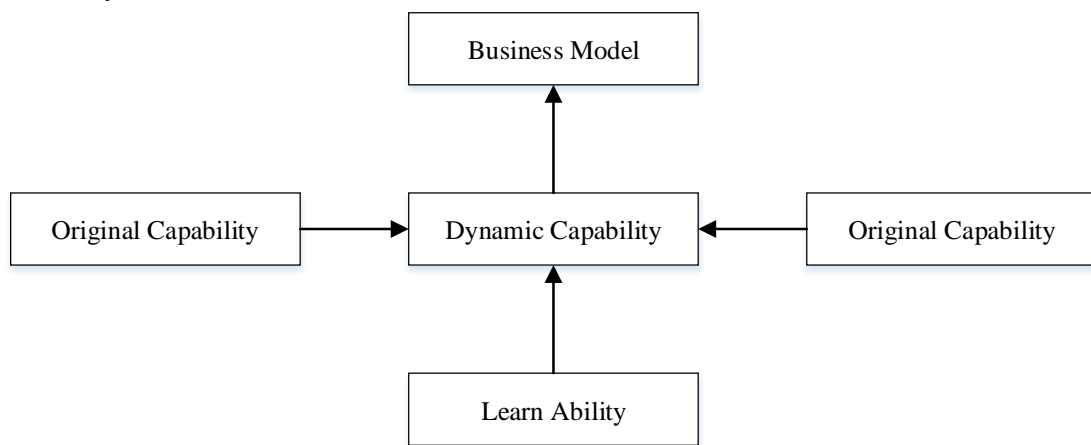 Business Model
Original Capability
Dynamic Capability
Original Capability
Learn Ability